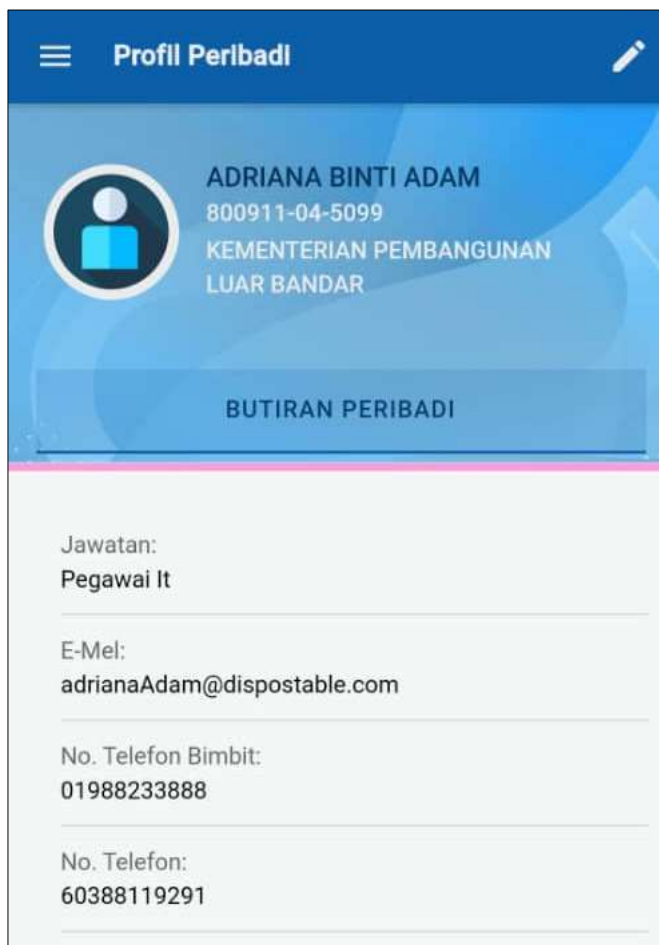 Profil Peribadi
ADRIANA BINTI ADAM
800911-04-5099
KEMENTERIAN PEMBANGUNAN
LUAR BANDAR
BUTIRAN PERIBADI
Jawatan:
Pegawai It
E-Mel:
adrianaAdam@dispostable.com
No. Telefon Bimbit:
01988233888
No. Telefon:
60388119291